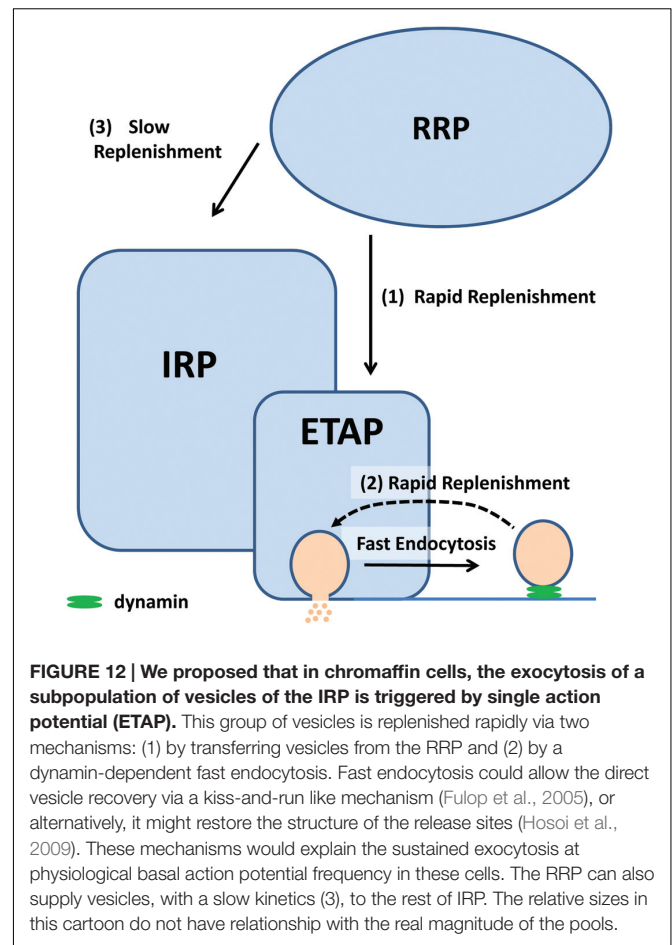 RRP
(3) Slow
Replenishment
(1) Rapid Replenishment
IRP
ETAP
(2) Rapid Replenishment
Fast Endocytosis
dynamin
FIGURE 12 | We proposed that in chromaffin cells, the exocytosis of a
subpopulation of vesicles of the IRP is triggered by single action
potential (ETAP). This group of vesicles is replenished rapidly via two
mechanisms: (1) by transferring vesicles from the RRP and (2) by a
dynamin-dependent fast endocytosis. Fast endocytosis could allow the direct
vesicle recovery via a kiss-and-run like mechanism (Fulop et al., 2005), or
alternatively, it might restore the structure of the release sites (Hosoi et al.,
2009). These mechanisms would explain the sustained exocytosis at
physiological basal action potential frequency in these cells. The RRP can also
supply vesicles, with a slow kinetics (3), to the rest of IRP. The relative sizes in
this cartoon do not have relationship with the real magnitude of the pools.